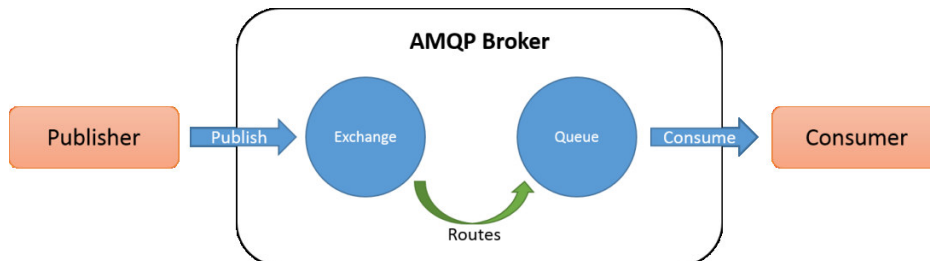 AMQP Broker
Publisher
Publish
Exchange
Queue
Consume
Consumer
Routes